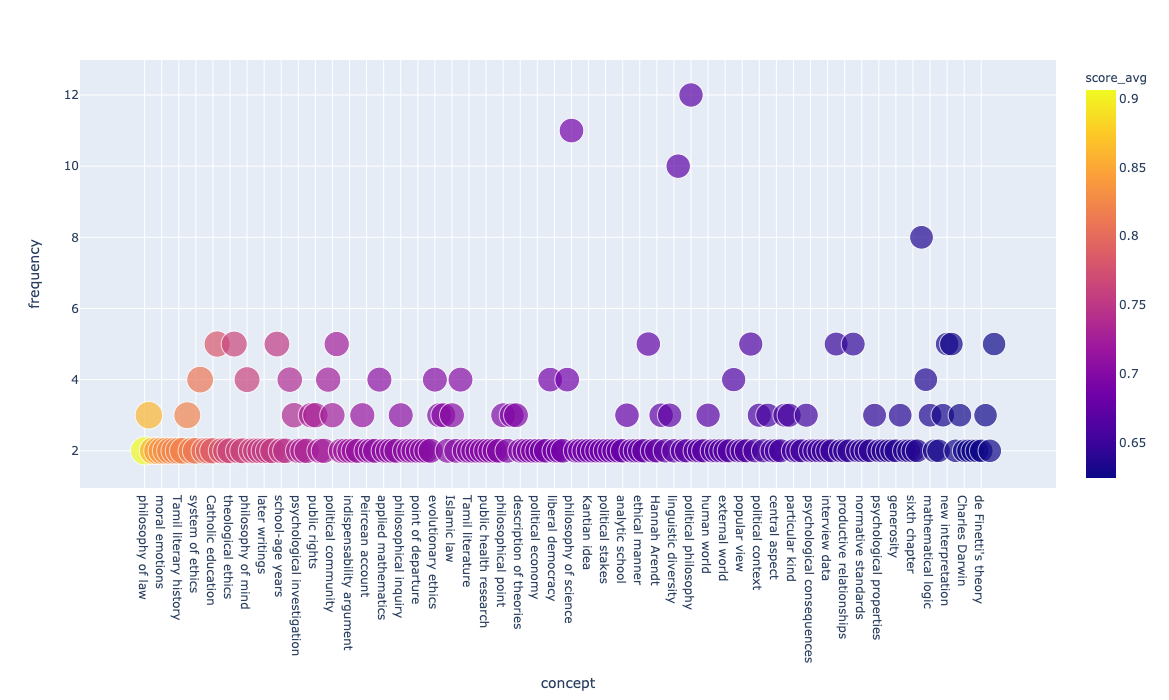 score_avg
12
10
8
6
4
2
frequency
0.9
0.85
0.8
0.75
0.7
0.65
philosophy of law
moral emotions
Tamil literary history
system of ethics
Catholic education
theological ethics
philosophy of mind
later writings
school-age years
psychological investigation
public rights
political community
indispensability argument
Peircean account
applied mathematics
philosophical inquiry
point of departure
evolutionary ethics
Islamic law
Tamil literature
public health research
philosophical point
description of theories
political economy
liberal democracy
philosophy of science
Kantian idea
political stakes
analytic school
ethical manner
Hannah Arendt
linguistic diversity
political philosophy
human world
external world
popular view
political context
central aspect
particular kind
psychological consequences
interview data
productive relationships
normative standards
psychological properties
generosity
sixth chapter
mathematical logic
new interpretation
Charles Darwin
de Finetti's theory
concept